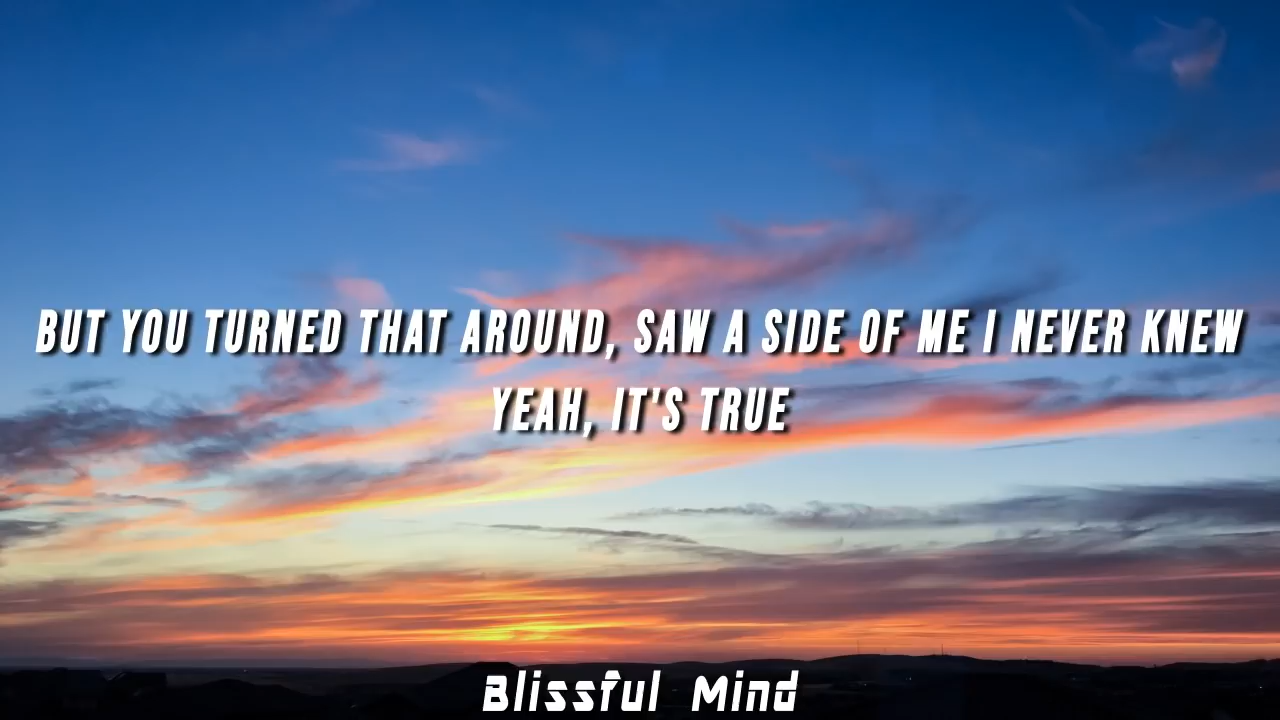 BUT YOU TURNED THAT AROUND, SAW A SIDE OF ME I NEVER KNEW
YEAH, IT'S TRUE
Blissful Mind